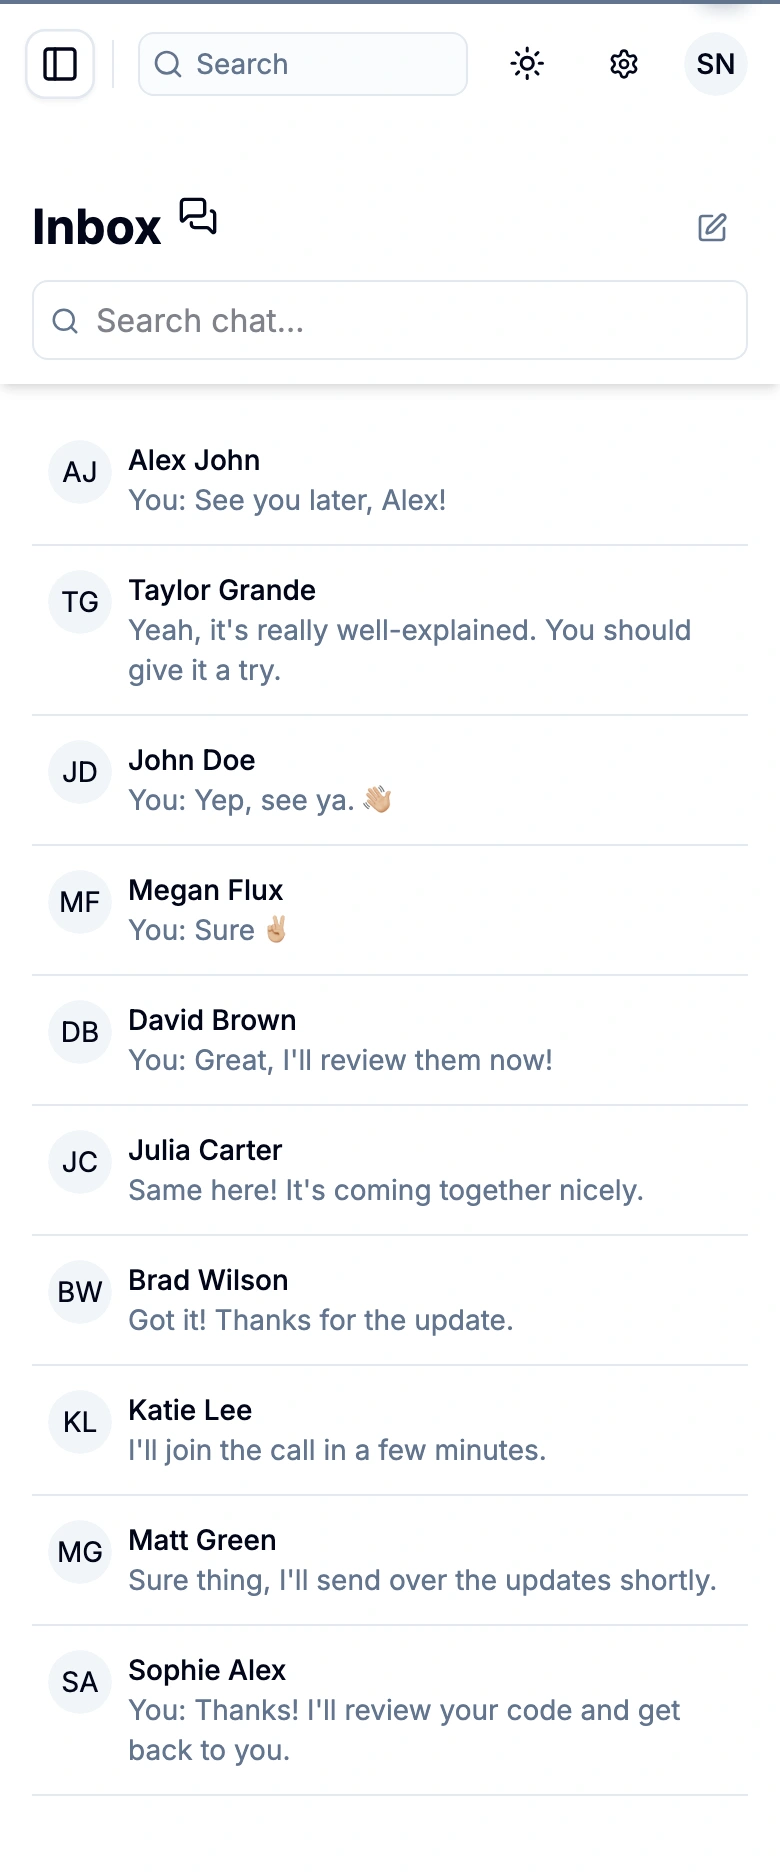 Search
SN
Inbox
Search chat...
AJ
Alex John
You: See you later, Alex!
TG
Taylor Grande
Yeah, it's really well-explained. You should
give it a try.
JD
John Doe
You: Yep, see ya. 👋🏼
MF
Megan Flux
You: Sure ✌🏼
DB
David Brown
You: Great, I'll review them now!
JC
Julia Carter
Same here! It's coming together nicely.
BW
Brad Wilson
Got it! Thanks for the update.
KL
Katie Lee
I'll join the call in a few minutes.
MG
Matt Green
Sure thing, I'll send over the updates shortly.
SA
Sophie Alex
You: Thanks! I'll review your code and get
back to you.